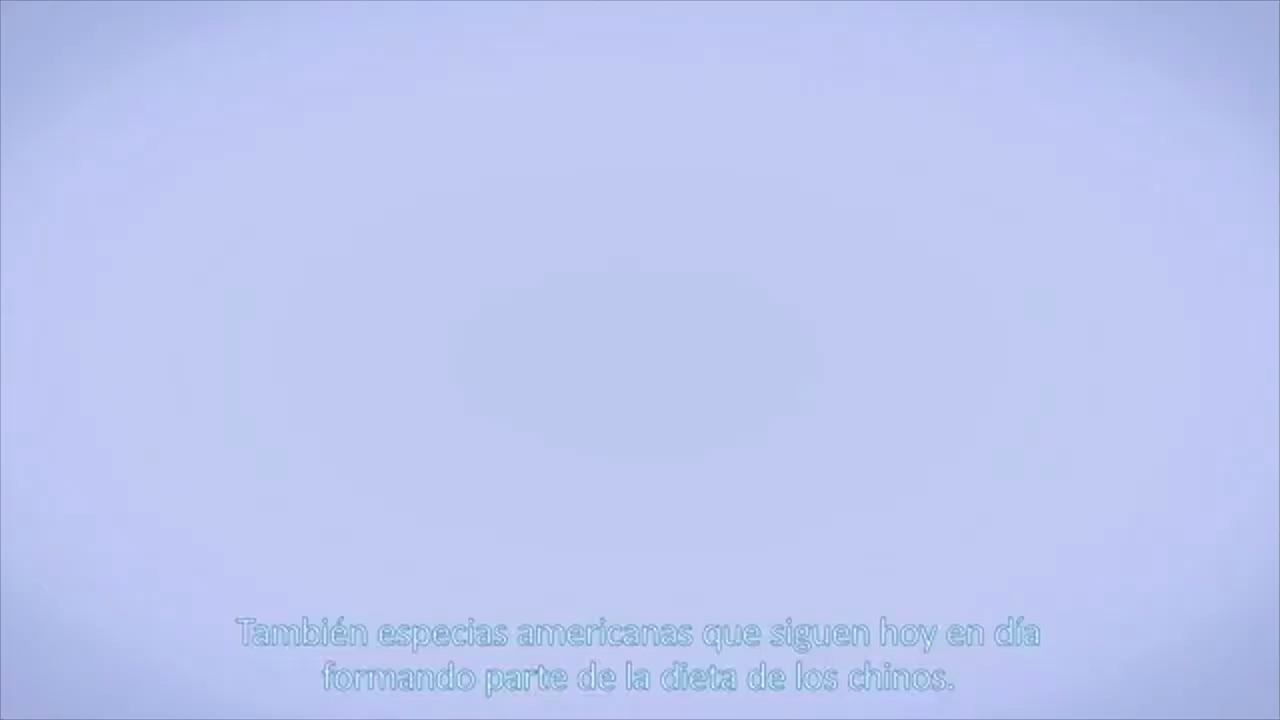 También especias americanas que siguen hoy en día
formando parte de la dieta de los chinos.